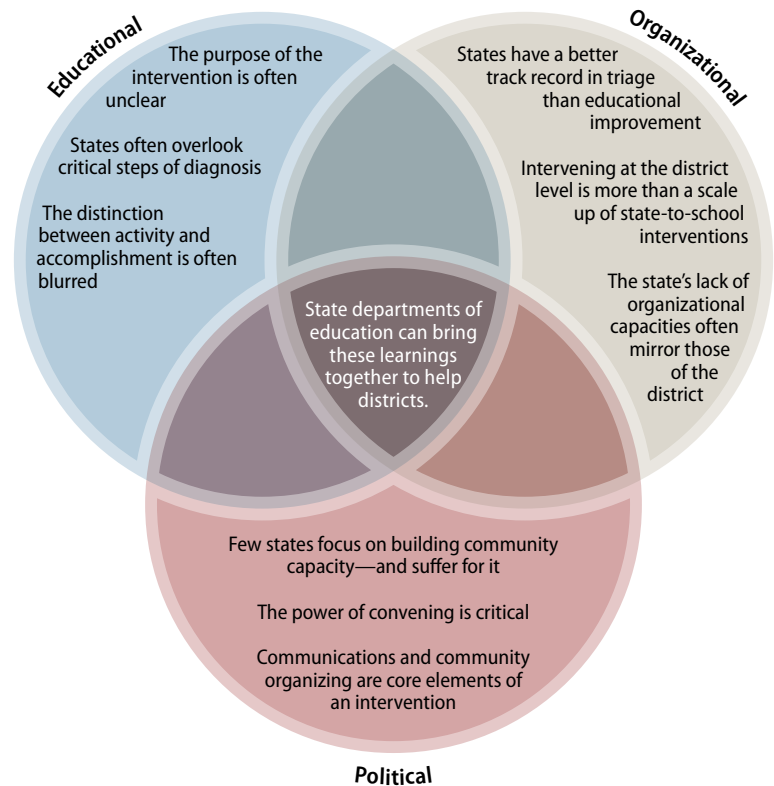 Educational
The purpose of the
intervention is often
unclear
States often overlook
critical steps of diagnosis
The distinction
between activity and
accomplishment is often
blurred
Organizational
States have a better
track record in triage
than educational
improvement
Intervening at the district
level is more than a scale
up of state-to-school
interventions
The state’s lack of
organizational
capacities often
mirror those
of the
district
State departments of
education can bring
these learnings
together to help
districts.
Few states focus on building community
capacity—and suffer for it
The power of convening is critical
Communications and community
organizing are core elements of
an intervention
Political